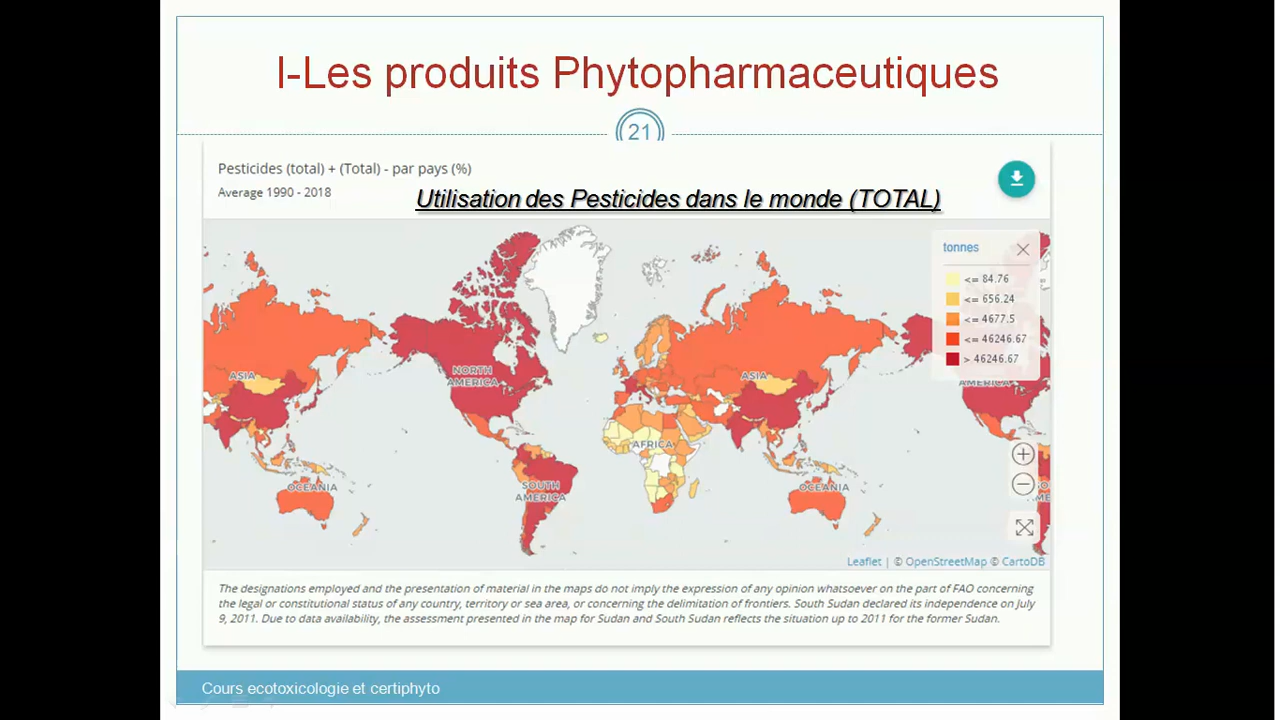 I-Les produits Phytopharmaceutiques
21
Pesticides (total) + (Total) - par pays (%)
Average 1990 - 2018
Utilisation des Pesticides dans le monde (TOTAL)
tonnes
<= 84.76
<= 656.24
<= 4677.5
<= 46246.67
> 46246.67
ASIA
NORTH
AMERICA
ASIA
AMERICA
AFRICA
OCEANIA
SOUTH
AMERICA
OCEANIA
Leaflet | © OpenStreetMap © CartoDB
The designations employed and the presentation of material in the maps do not imply the expression of any opinion whatsoever on the part of FAO concerning
the legal or constitutional status of any country, territory or sea area, or concerning the delimitation of frontiers. South Sudan declared its independence on July
9, 2011. Due to data availability, the assessment presented in the map for Sudan and South Sudan reflects the situation up to 2011 for the former Sudan.
Cours ecotoxicologie et certiphyto